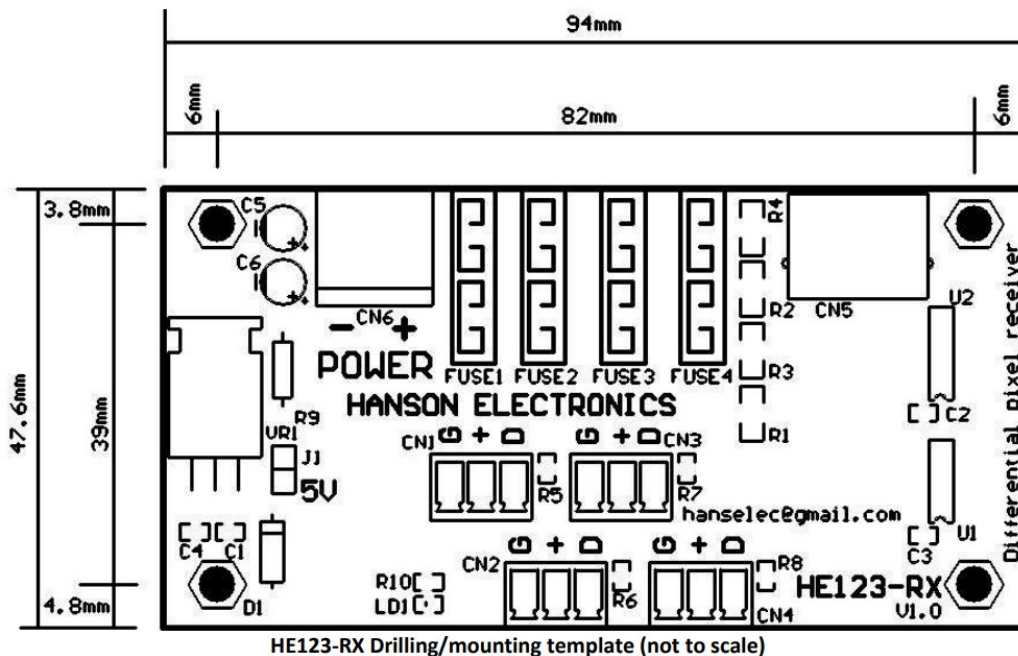 94mm
6mm
82mm
6mm
3.8mm
47.6mm
39mm
4.8mm
C5
C6
CN6
- +
POWER
FUSE1 FUSE2 FUSE3 FUSE4
R4
R2
R3
R1
CN5
U2
C2
U1
C3
Differential Pixel receiver
HANSON ELECTRONICS
R9
VR1
J1
5V
C4 C1
D1
CN1 G + D
R5
G + D CN3
R7
hanselec@gmail.com
CN2 G + D
R6
G + D R8
CN4
R10
LD1
HE123-RX
V1.0
HE123-RX Drilling/mounting template (not to scale)